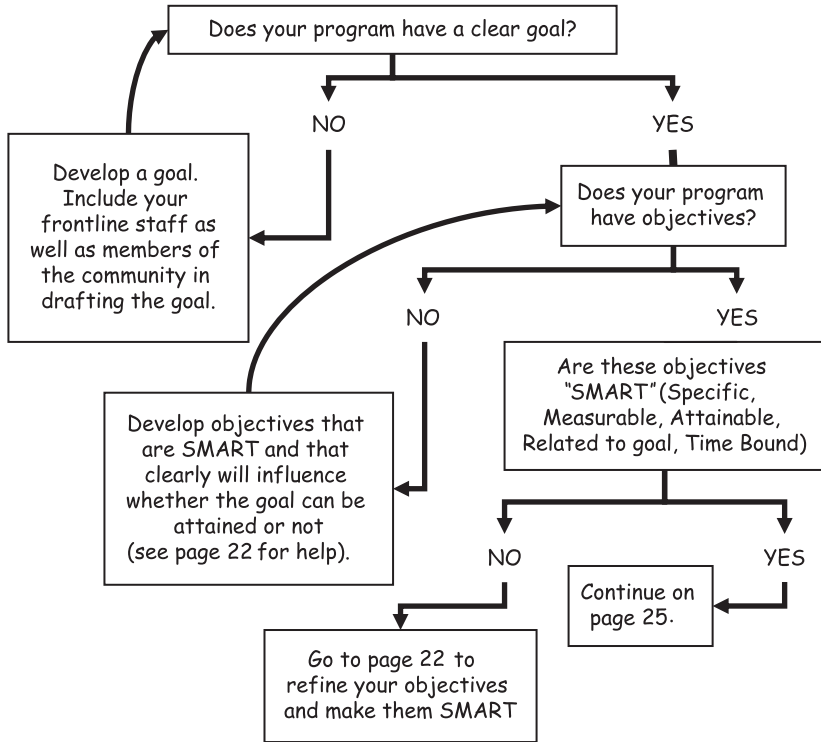 Does your program have a clear goal?
NO
YES
Develop a goal.
Include your
frontline staff as
well as members of
the community in
drafting the goal.
Does your program
have objectives?
NO
YES
Develop objectives that
are SMART and that
clearly will influence
whether the goal can be
attained or not
(see page 22 for help).
Are these objectives
“SMART”(Specific,
Measurable, Attainable,
Related to goal, Time Bound)
NO
YES
Continue on
page 25.
Go to page 22 to
refine your objectives
and make them SMART